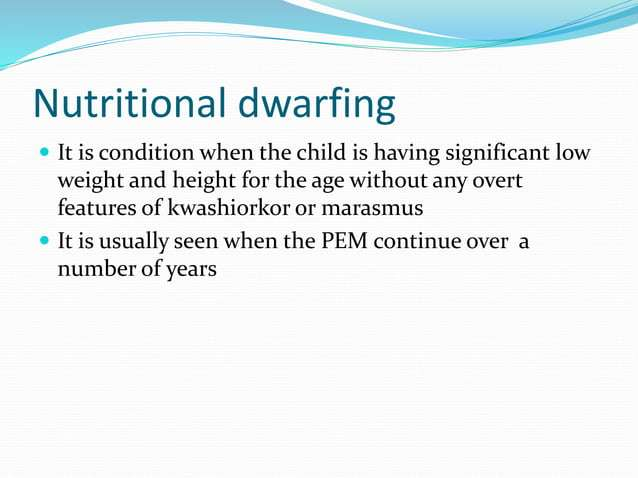 Nutritional dwarfing
• It is condition when the child is having significant low
weight and height for the age without any overt
features of kwashiorkor or marasmus
• It is usually seen when the PEM continue over a
number of years